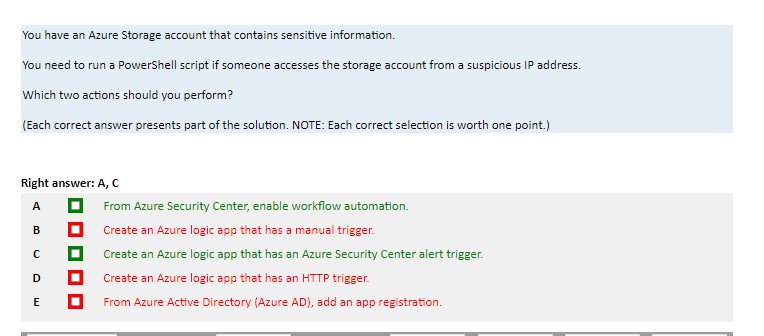 You have an Azure Storage account that contains sensitive information.
You need to run a PowerShell script if someone accesses the storage account from a suspicious IP address.
Which two actions should you perform?
(Each correct answer presents part of the solution. NOTE: Each correct selection is worth one point.)
Right answer: A, C
A From Azure Security Center, enable workflow automation.
B Create an Azure logic app that has a manual trigger.
C Create an Azure logic app that has an Azure Security Center alert trigger.
D Create an Azure logic app that has an HTTP trigger.
E From Azure Active Directory (Azure AD), add an app registration.